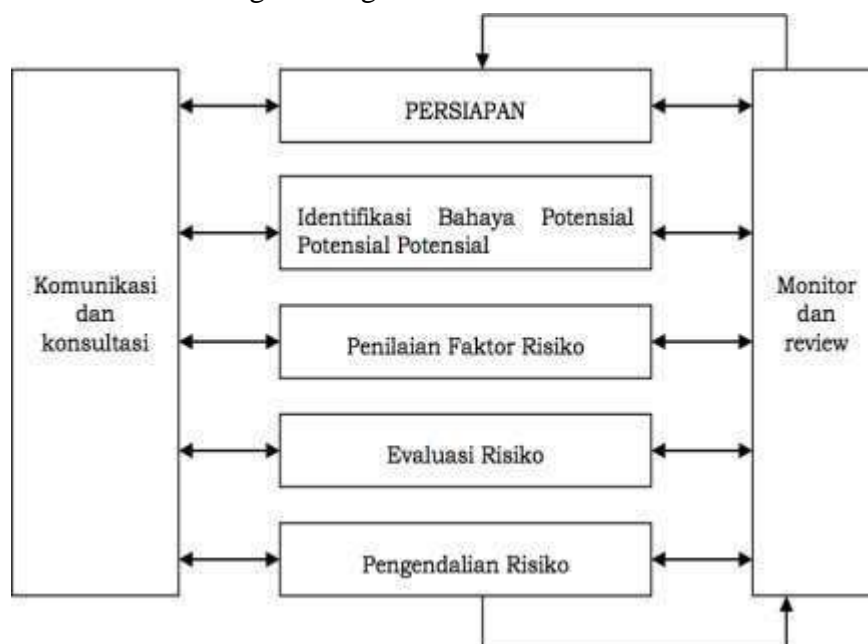 PERSIAPAN
Identifikasi Bahaya Potensial
Potensial Potensial
Komunikasi
dan
konsultasi
Monitor
dan
review
Penilaian Faktor Risiko
Evaluasi Risiko
Pengendalian Risiko